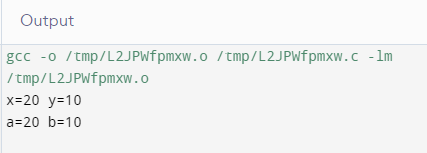 Output
gcc -o /tmp/L2JPWfpmxw.o /tmp/L2JPWfpmxw.c -lm
/tmp/L2JPWfpmxw.o
x=20 y=10
a=20 b=10